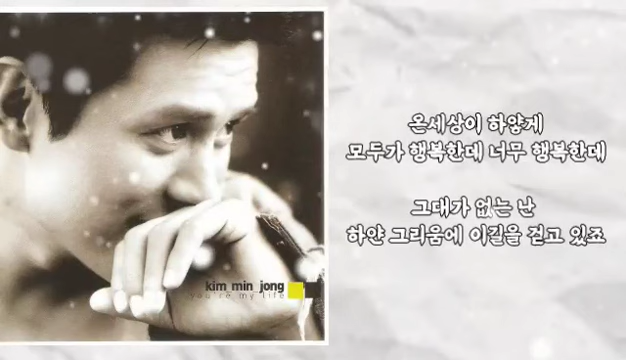 온세상이 하얗게
모두가 행복한데 너무 행복한데
그대가 없는 난
하얀 그리움에 이길을 걷고 있죠
kim min jong
you're my life